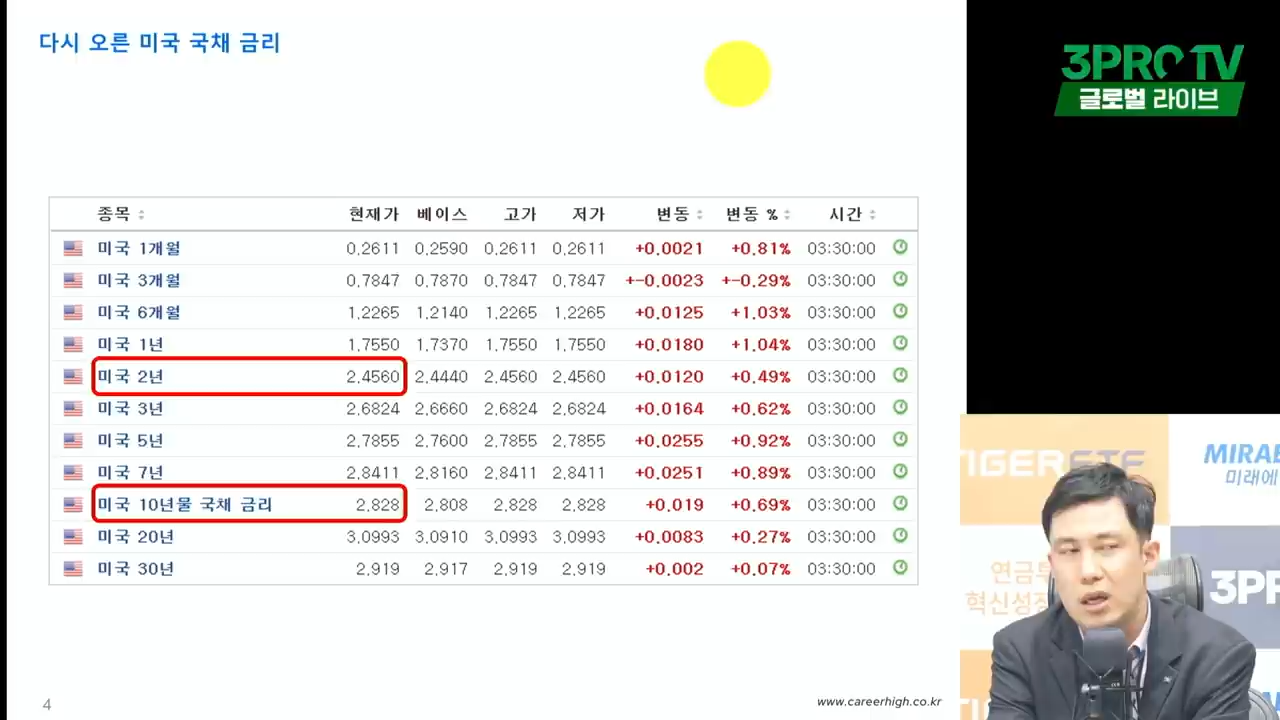 다시 오른 미국 국채 금리
3PRO TV
글로벌 라이브
종목 현재가 베이스 고가 저가 변동 변동 % 시간
미국 1개월 0.2611 0.2590 0.2611 0.2611 +0.0021 +0.81% 03:30:00
미국 3개월 0.7847 0.7870 0.7847 0.7847 +-0.0023 +-0.29% 03:30:00
미국 6개월 1.2265 1.2140 1.2265 1.2265 +0.0125 +1.03% 03:30:00
미국 1년 1.7550 1.7370 1.7550 1.7550 +0.0180 +1.04% 03:30:00
미국 2년 2.4560 2.4440 2.4560 2.4560 +0.0120 +0.49% 03:30:00
미국 3년 2.6824 2.6660 2.6824 2.6824 +0.0164 +0.62% 03:30:00
미국 5년 2.7855 2.7600 2.7855 2.7855 +0.0255 +0.92% 03:30:00
미국 7년 2.8411 2.8160 2.8411 2.8411 +0.0251 +0.89% 03:30:00
미국 10년물 국채 금리 2.828 2.808 2.828 2.828 +0.019 +0.69% 03:30:00
미국 20년 3.0993 3.0910 3.0993 3.0993 +0.0083 +0.27% 03:30:00
미국 30년 2.919 2.917 2.919 2.919 +0.002 +0.07% 03:30:00
TIGER ETF
MIRAE
미래에
연금투
혁신성장
3PR
4
www.careerhigh.co.kr